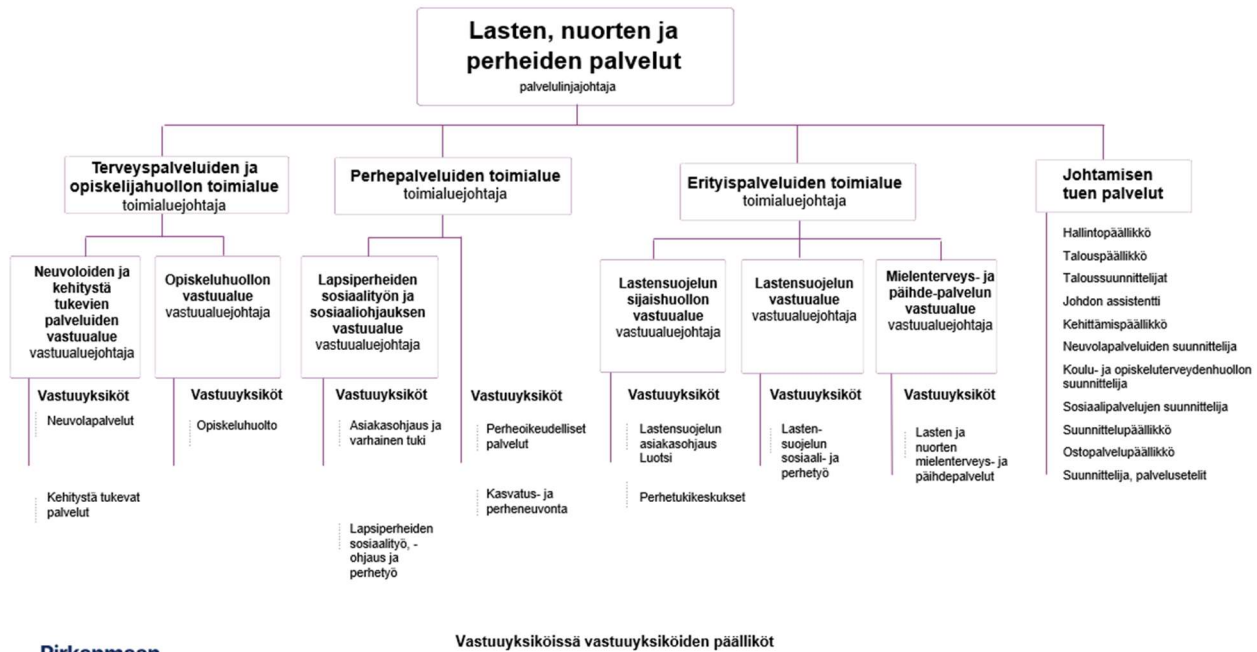 Lasten, nuorten ja
perheiden palvelut
palvelulinjajohtaja
Terveyspalveluiden ja
opiskelijahuollon toimialue
toimialuejohtaja
Perhepalveluiden toimialue
toimialuejohtaja
Erityispalveluiden toimialue
toimialuejohtaja
Johtamisen
tuen palvelut
Neuvoloiden ja
kehitystä
tukevien
palveluiden
vastuualue
vastuualuejohtaja
Opiskeluhuollon
vastuualue
vastuualuejohtaja
Lapsiperheiden
sosiaalityön ja
sosiaaliohjauksen
vastuualue
vastuualuejohtaja
Lastensuojelun
sijaishuollon
vastuualue
vastuualuejohtaja
Lastensuojelun
vastuualue
vastuualuejohtaja
Mielenterveys- ja
päihde-palvelun
vastuualue
vastuualuejohtaja
Vastuuyksiköt
Neuvolapalvelut
Kehitystä tukevat
palvelut
Vastuuyksiköt
Opiskeluhuolto
Vastuuyksiköt
Asiakasohjaus ja
varhainen tuki
Lapsiperheiden
sosiaalityö, -
ohjaus ja
perhetyö
Vastuuyksiköt
Perheoikeudelliset
palvelut
Kasvatus- ja
perheneuvonta
Vastuuyksiköt
Lastensuojelun
asiakasohjaus
Luotsi
Perhetukikeskukset
Vastuuyksiköt
Lasten-
suojelun
sosiaali- ja
perhetyö
Vastuuyksiköt
Lasten ja
nuorten
mielenterveys- ja
päihdepalvelut
Hallintopäällikkö
Talouspäällikkö
Taloussuunnittelijat
Johdon assistentti
Kehittämispäällikkö
Neuvolapalveluiden suunnittelija
Koulu- ja opiskeluterveydenhuollon
suunnittelija
Sosiaalipalvelujen suunnittelija
Suunnittelupäällikkö
Ostopalvelupäällikkö
Suunnittelija, palvelusetelit
Vastuuyksiköissä vastuuyksiköiden päälliköt
Pirkanmaan